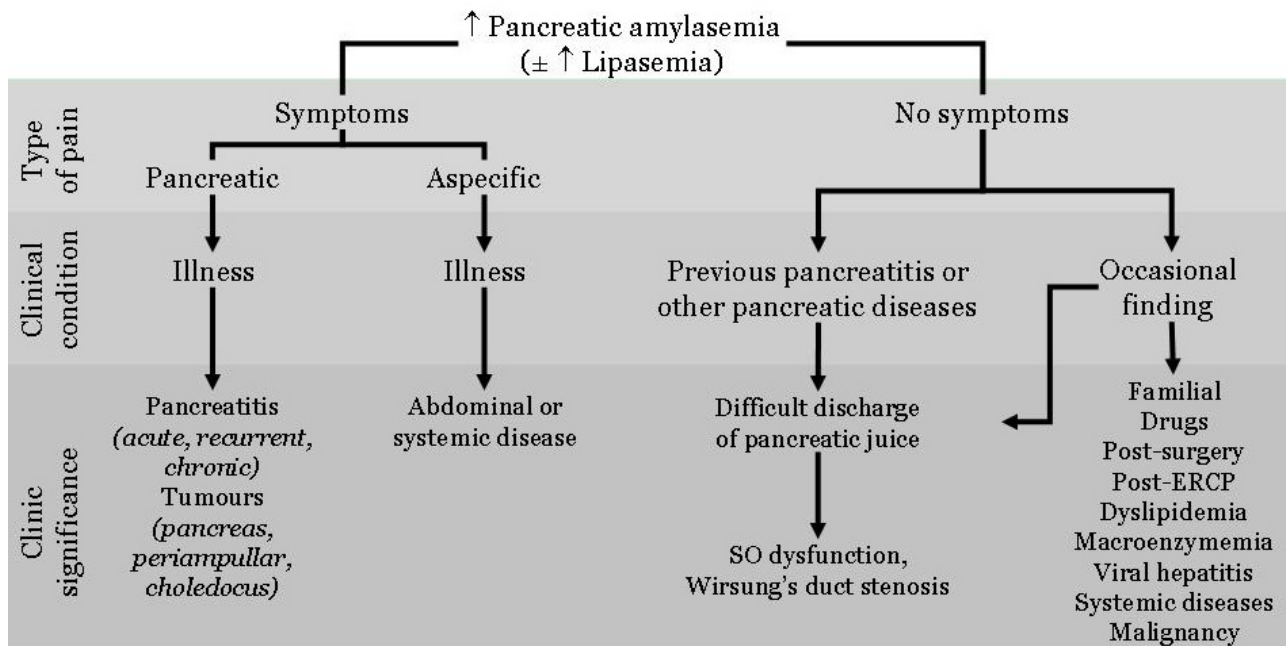 ↑ Pancreatic amylasemia
(± ↑ Lipasemia)
Type
of pain
Symptoms
No symptoms
Pancreatic
Aspecific
Clinical
condition
Illness
Illness
Previous pancreatitis or
other pancreatic diseases
Occasional
finding
Clinic
significance
Pancreatitis
(acute, recurrent,
chronic)
Tumours
(pancreas,
periampullar,
choledocus)
Abdominal or
systemic disease
Difficult discharge
of pancreatic juice
SO dysfunction,
Wirsung's duct stenosis
Familial
Drugs
Post-surgery
Post-ERCP
Dyslipidemia
Macroenzymemia
Viral hepatitis
Systemic diseases
Malignancy